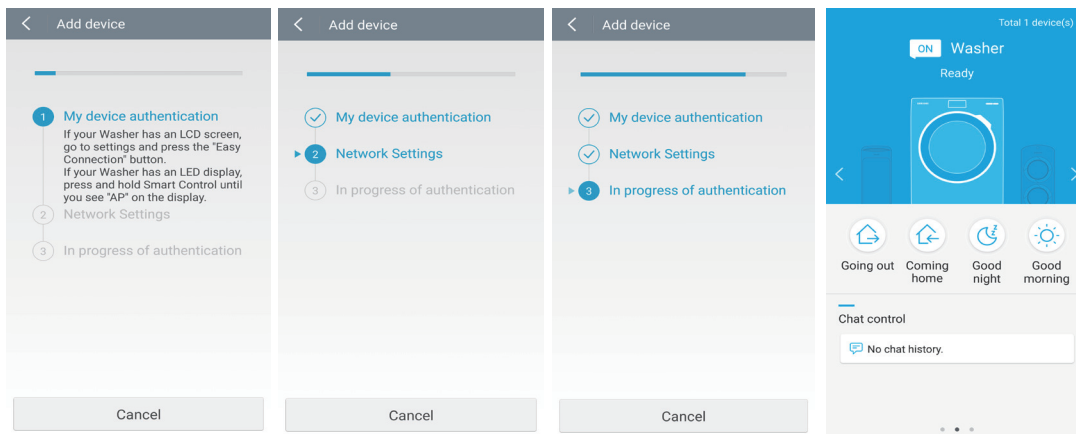 Add device
1
My device authentication
If your Washer has an LCD screen,
go to settings and press the "Easy
Connection" button.
If your Washer has an LED display,
press and hold Smart Control until
you see "AP" on the display.
2
Network Settings
3
In progress of authentication
Cancel
Add device
My device authentication
2
Network Settings
3
In progress of authentication
Cancel
Add device
My device authentication
Network Settings
3
In progress of authentication
Cancel
Total 1 device(s)
ON Washer
Ready
Going out
Coming
home
Good
night
Good
morning
Chat control
No chat history.